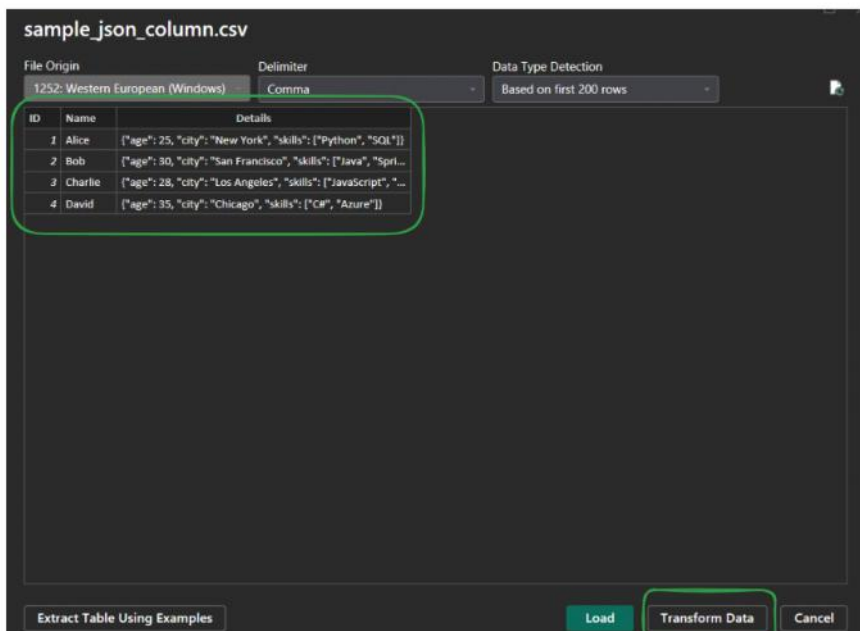 sample_json_column.csv
File Origin Delimiter Data Type Detection
1252: Western European (Windows) Comma Based on first 200 rows
ID Name Details
1 Alice {"age": 25, "city": "New York", "skills": ["Python", "SQL"]}
2 Bob {"age": 30, "city": "San Francisco", "skills": ["Java", "Spri...
3 Charlie {"age": 28, "city": "Los Angeles", "skills": ["JavaScript", "...
4 David {"age": 35, "city": "Chicago", "skills": ["C#", "Azure"]}
Extract Table Using Examples Load Transform Data Cancel